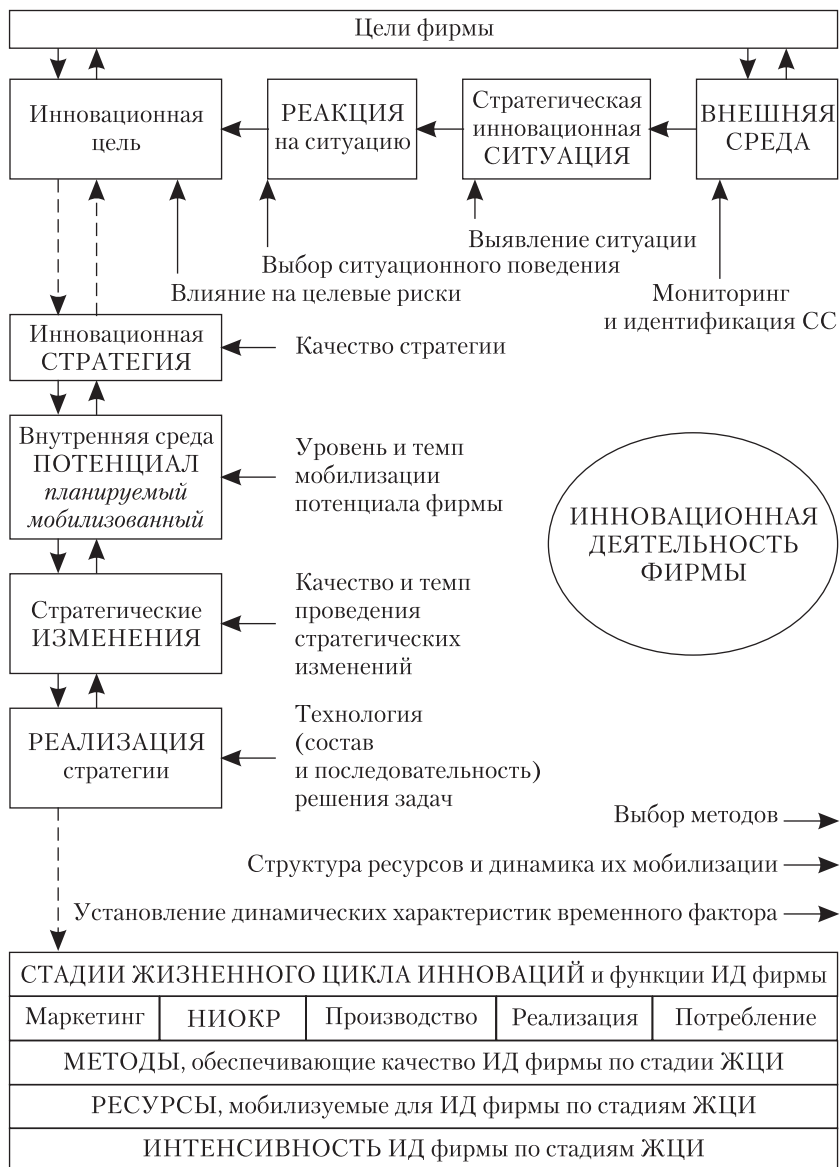 Цели фирмы
Инновационная
цель
РЕАКЦИЯ
на ситуацию
Стратегическая
инновационная
СИТУАЦИЯ
ВНЕШНЯЯ
СРЕДА
Выявление ситуации
Выбор ситуационного поведения
Влияние на целевые риски
Мониторинг
и идентификация СС
Инновационная
СТРАТЕГИЯ
Качество стратегии
Внутренняя среда
ПОТЕНЦИАЛ
планируемый
мобилизованный
Уровень и темп
мобилизации
потенциала фирмы
ИННОВАЦИОННАЯ
ДЕЯТЕЛЬНОСТЬ
ФИРМЫ
Стратегические
ИЗМЕНЕНИЯ
Качество и темп
проведения
стратегических
изменений
РЕАЛИЗАЦИЯ
стратегии
Технология
(состав
и последовательность)
решения задач
Выбор методов
Структура ресурсов и динамика их мобилизации
Установление динамических характеристик временного фактора
СТАДИИ ЖИЗНЕННОГО ЦИКЛА ИННОВАЦИЙ и функции ИД фирмы
Маркетинг НИОКР Производство Реализация Потребление
МЕТОДЫ, обеспечивающие качество ИД фирмы по стадии ЖЦИ
РЕСУРСЫ, мобилизуемые для ИД фирмы по стадиям ЖЦИ
ИНТЕНСИВНОСТЬ ИД фирмы по стадиям ЖЦИ